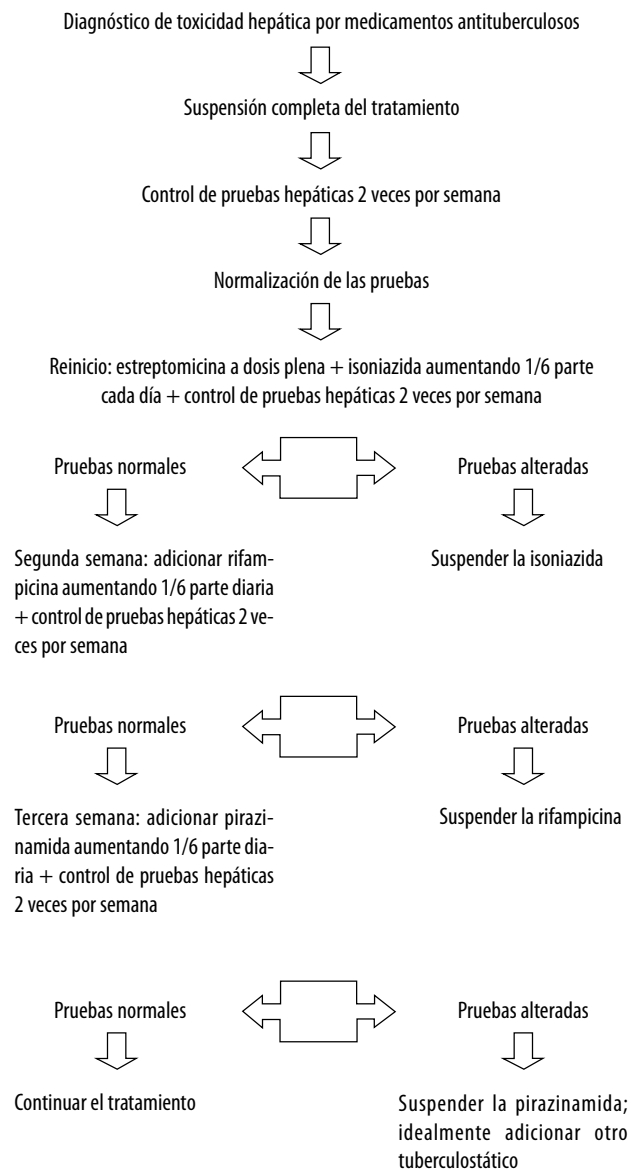 Diagnóstico de toxicidad hepática por medicamentos antituberculosos
Suspensión completa del tratamiento
Control de pruebas hepáticas 2 veces por semana
Normalización de las pruebas
Reinicio: estreptomicina a dosis plena + isoniazida aumentando 1/6 parte
cada día + control de pruebas hepáticas 2 veces por semana
Pruebas normales
Pruebas alteradas
Segunda semana: adicionar rifam-
picina aumentando 1/6 parte diaria
+ control de pruebas hepáticas 2 ve-
ces por semana
Suspender la isoniazida
Pruebas normales
Pruebas alteradas
Tercera semana: adicionar pirazi-
namida aumentando 1/6 parte dia-
ria + control de pruebas hepáticas
2 veces por semana
Suspender la rifampicina
Pruebas normales
Pruebas alteradas
Continuar el tratamiento
Suspender la pirazinamida;
idealmente adicionar otro
tuberculostático